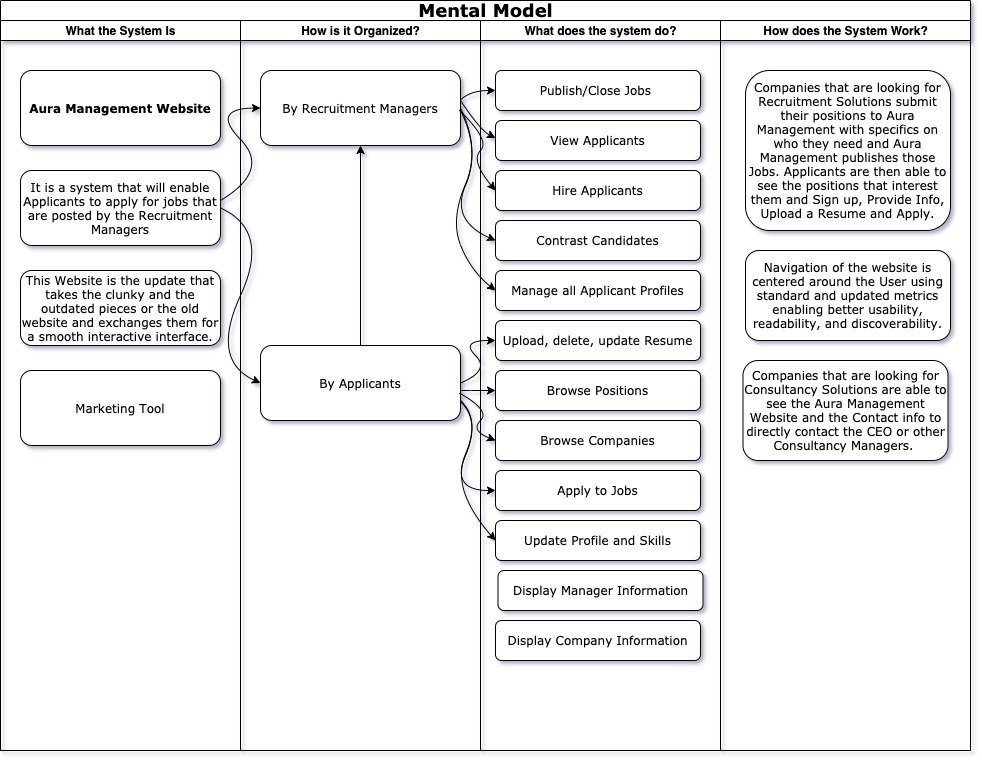 Mental Model
What the System Is
How is it Organized?
What does the system do?
How does the System Work?
Aura Management Website
It is a system that will enable
Applicants to apply for jobs that
are posted by the Recruitment
Managers
This Website is the update that
takes the clunky and the
outdated pieces or the old
website and exchanges them for
a smooth interactive interface.
Marketing Tool
By Recruitment Managers
By Applicants
Publish/Close Jobs
View Applicants
Hire Applicants
Contrast Candidates
Manage all Applicant Profiles
Upload, delete, update Resume
Browse Positions
Browse Companies
Apply to Jobs
Update Profile and Skills
Display Manager Information
Display Company Information
Companies that are looking for
Recruitment Solutions submit
their positions to Aura
Management with specifics on
who they need and Aura
Management publishes those
Jobs. Applicants are then able to
see the positions that interest
them and Sign up, Provide Info,
Upload a Resume and Apply.
Navigation of the website is
centered around the User using
standard and updated metrics
enabling better usability,
readability, and discoverability.
Companies that are looking for
Consultancy Solutions are able to
see the Aura Management
Website and the Contact info to
directly contact the CEO or other
Consultancy Managers.